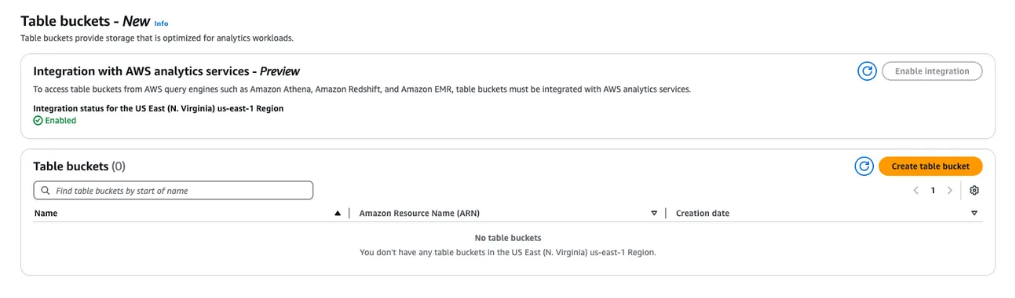 Table buckets - New Info
Table buckets provide storage that is optimized for analytics workloads.
Integration with AWS analytics services - Preview
Enable integration
To access table buckets from AWS query engines such as Amazon Athena, Amazon Redshift, and Amazon EMR, table buckets must be integrated with AWS analytics services.
Integration status for the US East (N. Virginia) us-east-1 Region
Enabled
Table buckets (0)
Create table bucket
Find table buckets by start of name
1
Name Amazon Resource Name (ARN) Creation date
No table buckets
You don't have any table buckets in the US East (N. Virginia) us-east-1 Region.